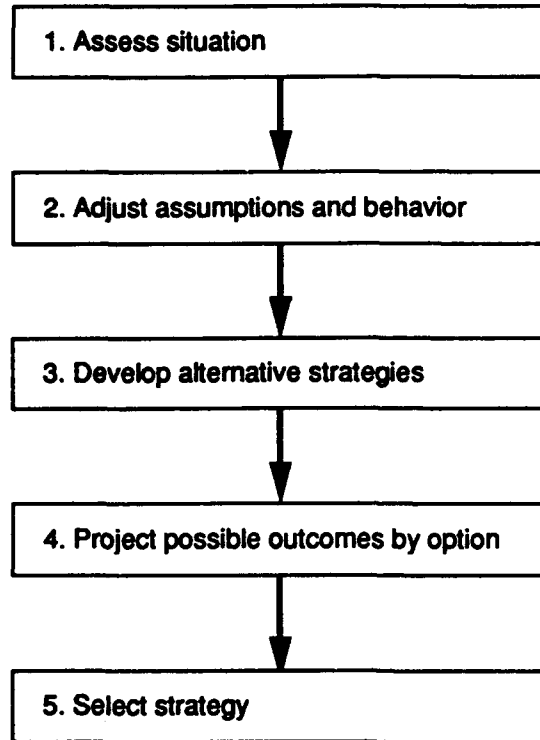 1. Assess situation
2. Adjust assumptions and behavior
3. Develop alternative strategies
4. Project possible outcomes by option
5. Select strategy